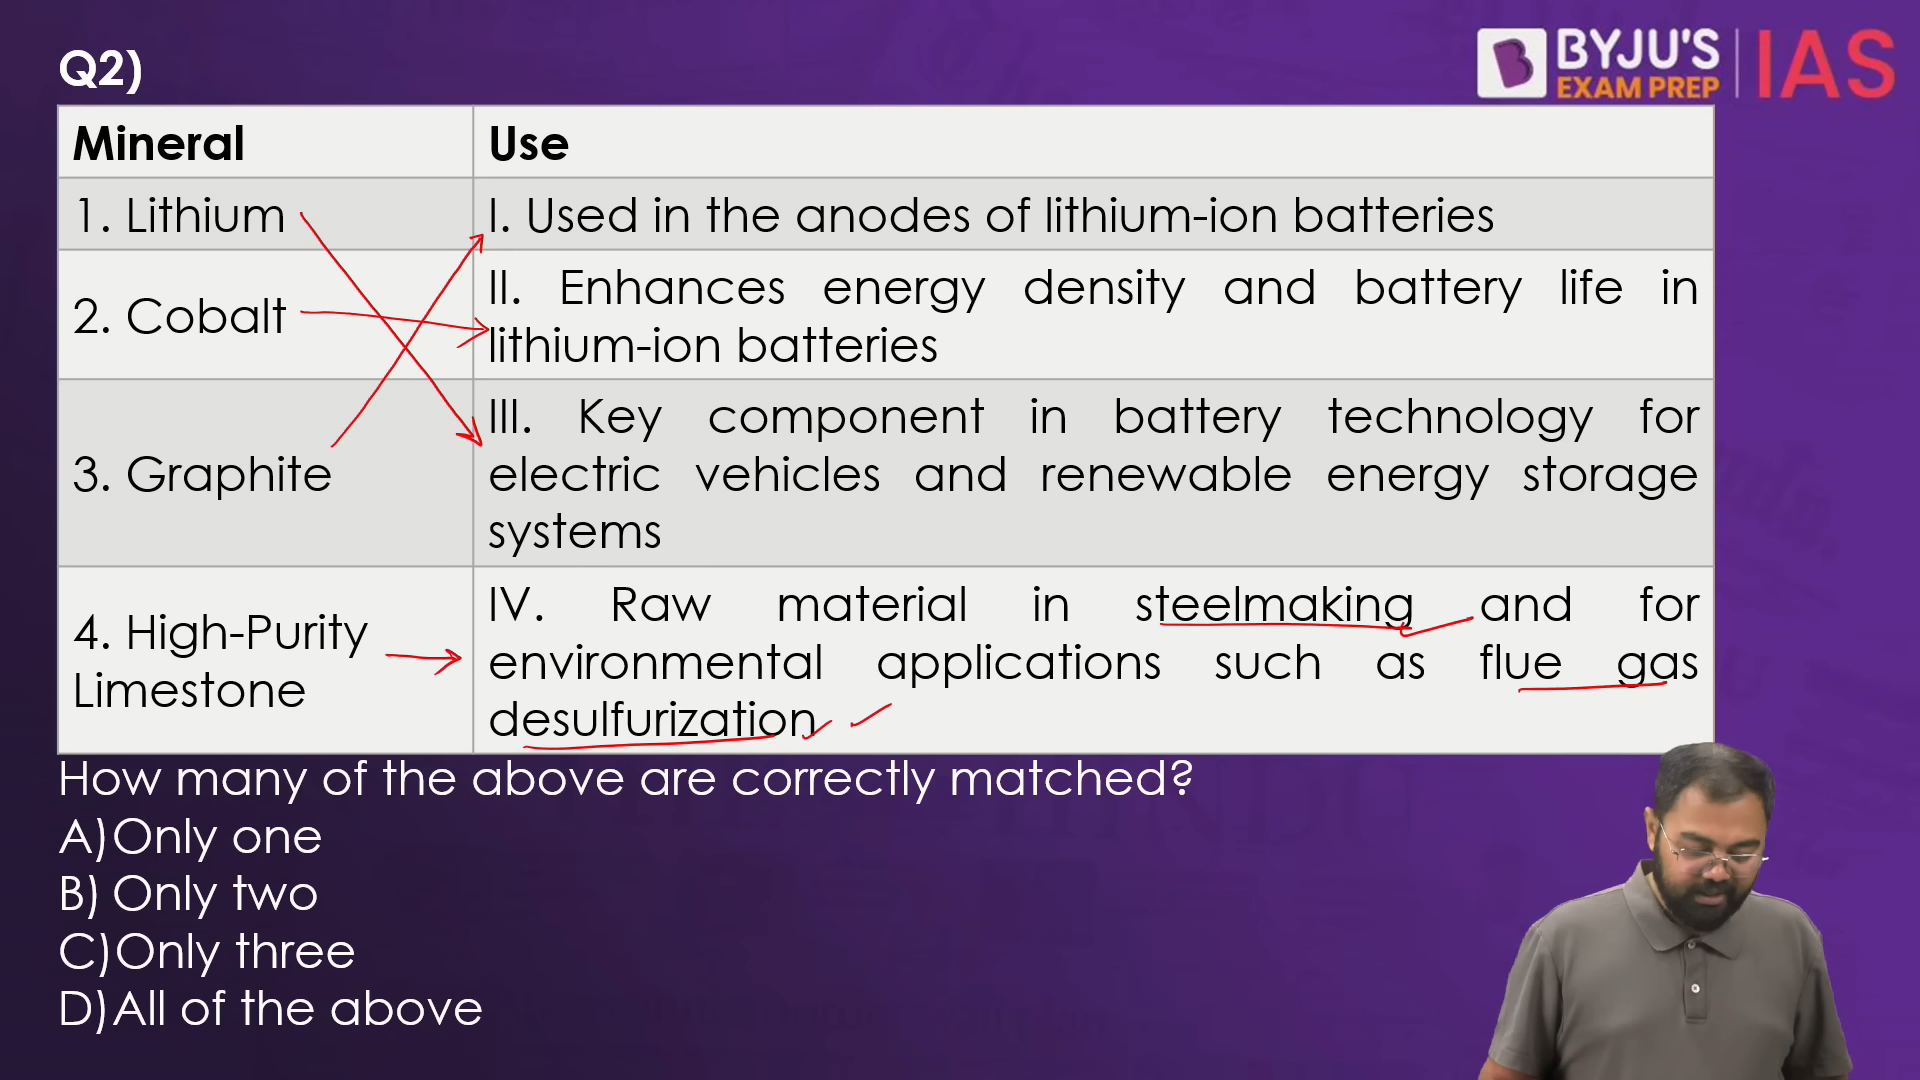 Q2)
BYJU'S
EXAM PREP
IAS
Mineral
Use
1. Lithium
I. Used in the anodes of lithium-ion batteries
2. Cobalt
II. Enhances energy density and battery life in
lithium-ion batteries
3. Graphite
III. Key component in battery technology for
electric vehicles and renewable energy storage
systems
4. High-Purity
Limestone
IV. Raw material in steelmaking and for
environmental applications such as flue gas
desulfurization
How many of the above are correctly matched?
A)Only one
B) Only two
C)Only three
D)All of the above